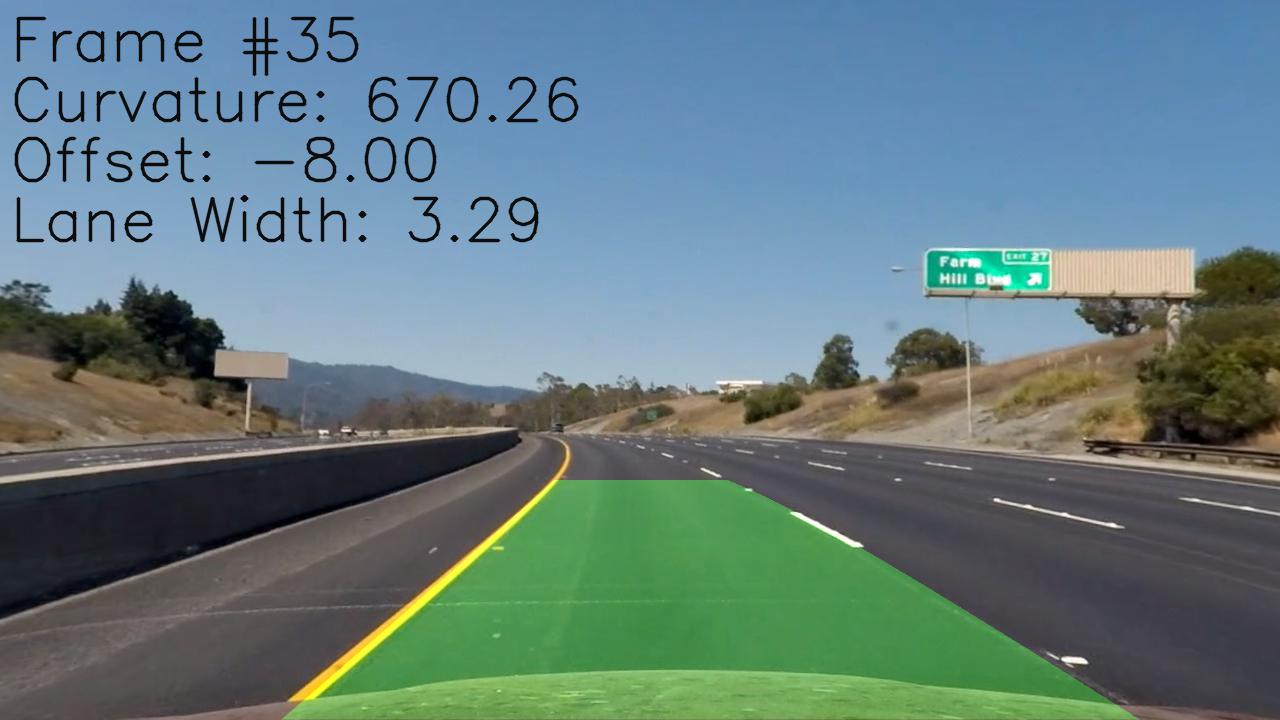 Frame #35
Curvature: 670.26
Offset: -8.00
Lane Width: 3.29
EXIT 27
Farm
Hill Blvd